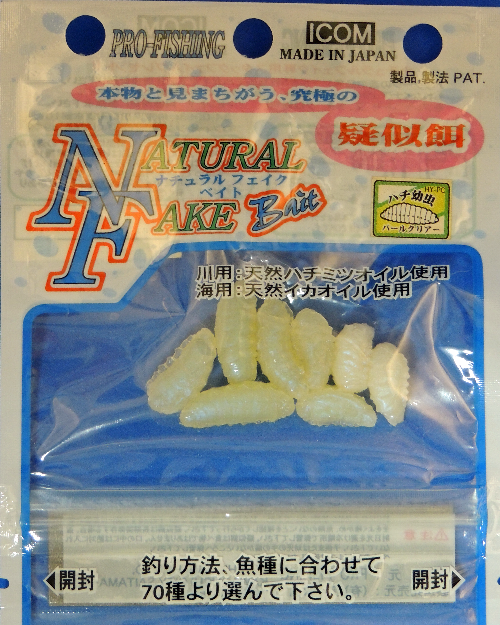 PRO-FISHING
ICOM
MADE IN JAPAN
製品,製法 PAT.
本物と見まちがう、究極の
疑似餌
NATURAL
ナチュラル フェイク
ベイト
FAKE Bait
HY-PC
ハチ幼虫
パールクリアー
川用:天然ハチミツオイル使用
海用:天然イカオイル使用
釣り方法、魚種に合わせて
70種より選んで下さい。
開封
開封